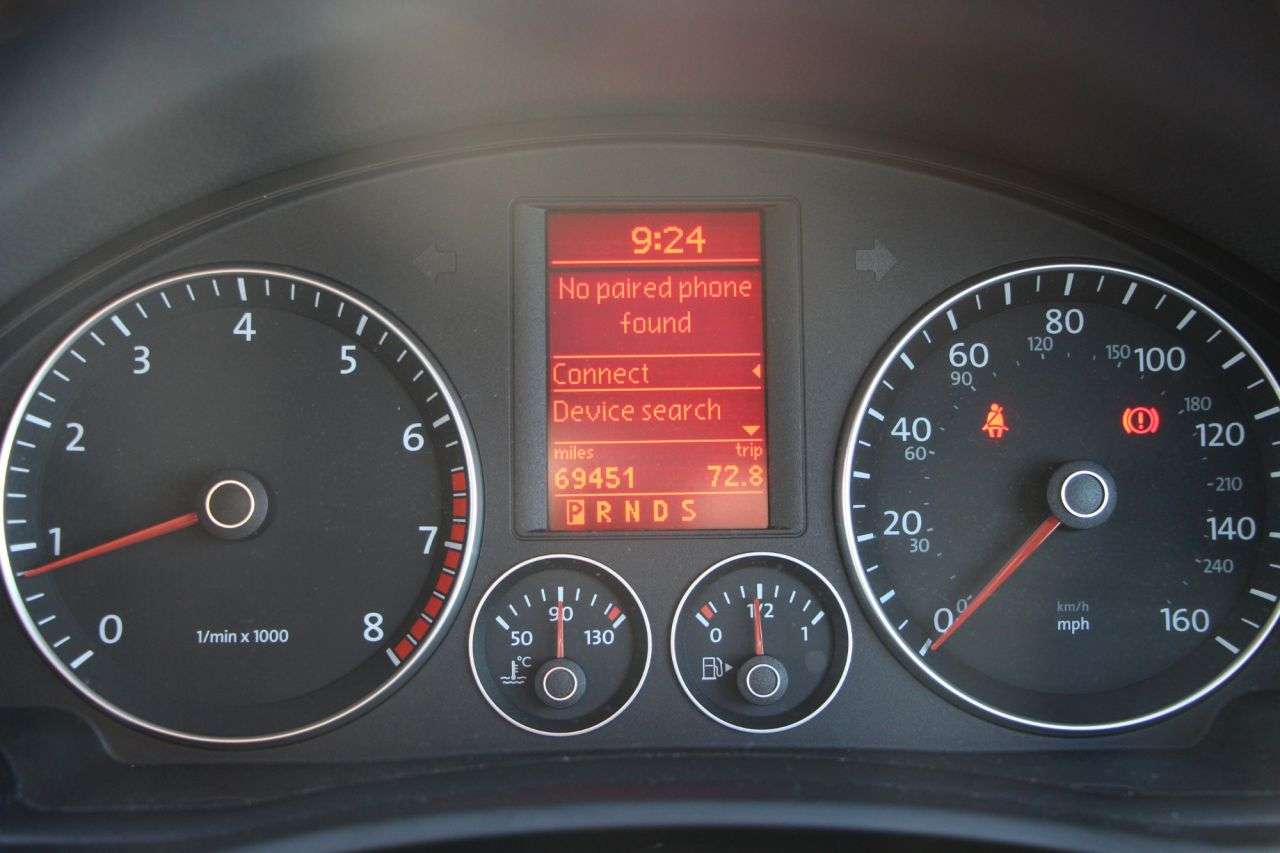 9:24
No paired phone
found
Connect
Device search
miles trip
69451 72.8
P R N D S
0
1
2
3
4
5
6
7
8
1/min x 1000
50 90 130
°C
0 1/2 1
0
20
40
60
80
100
120
140
160
0
30
60
90
120
150
180
210
240
km/h
mph